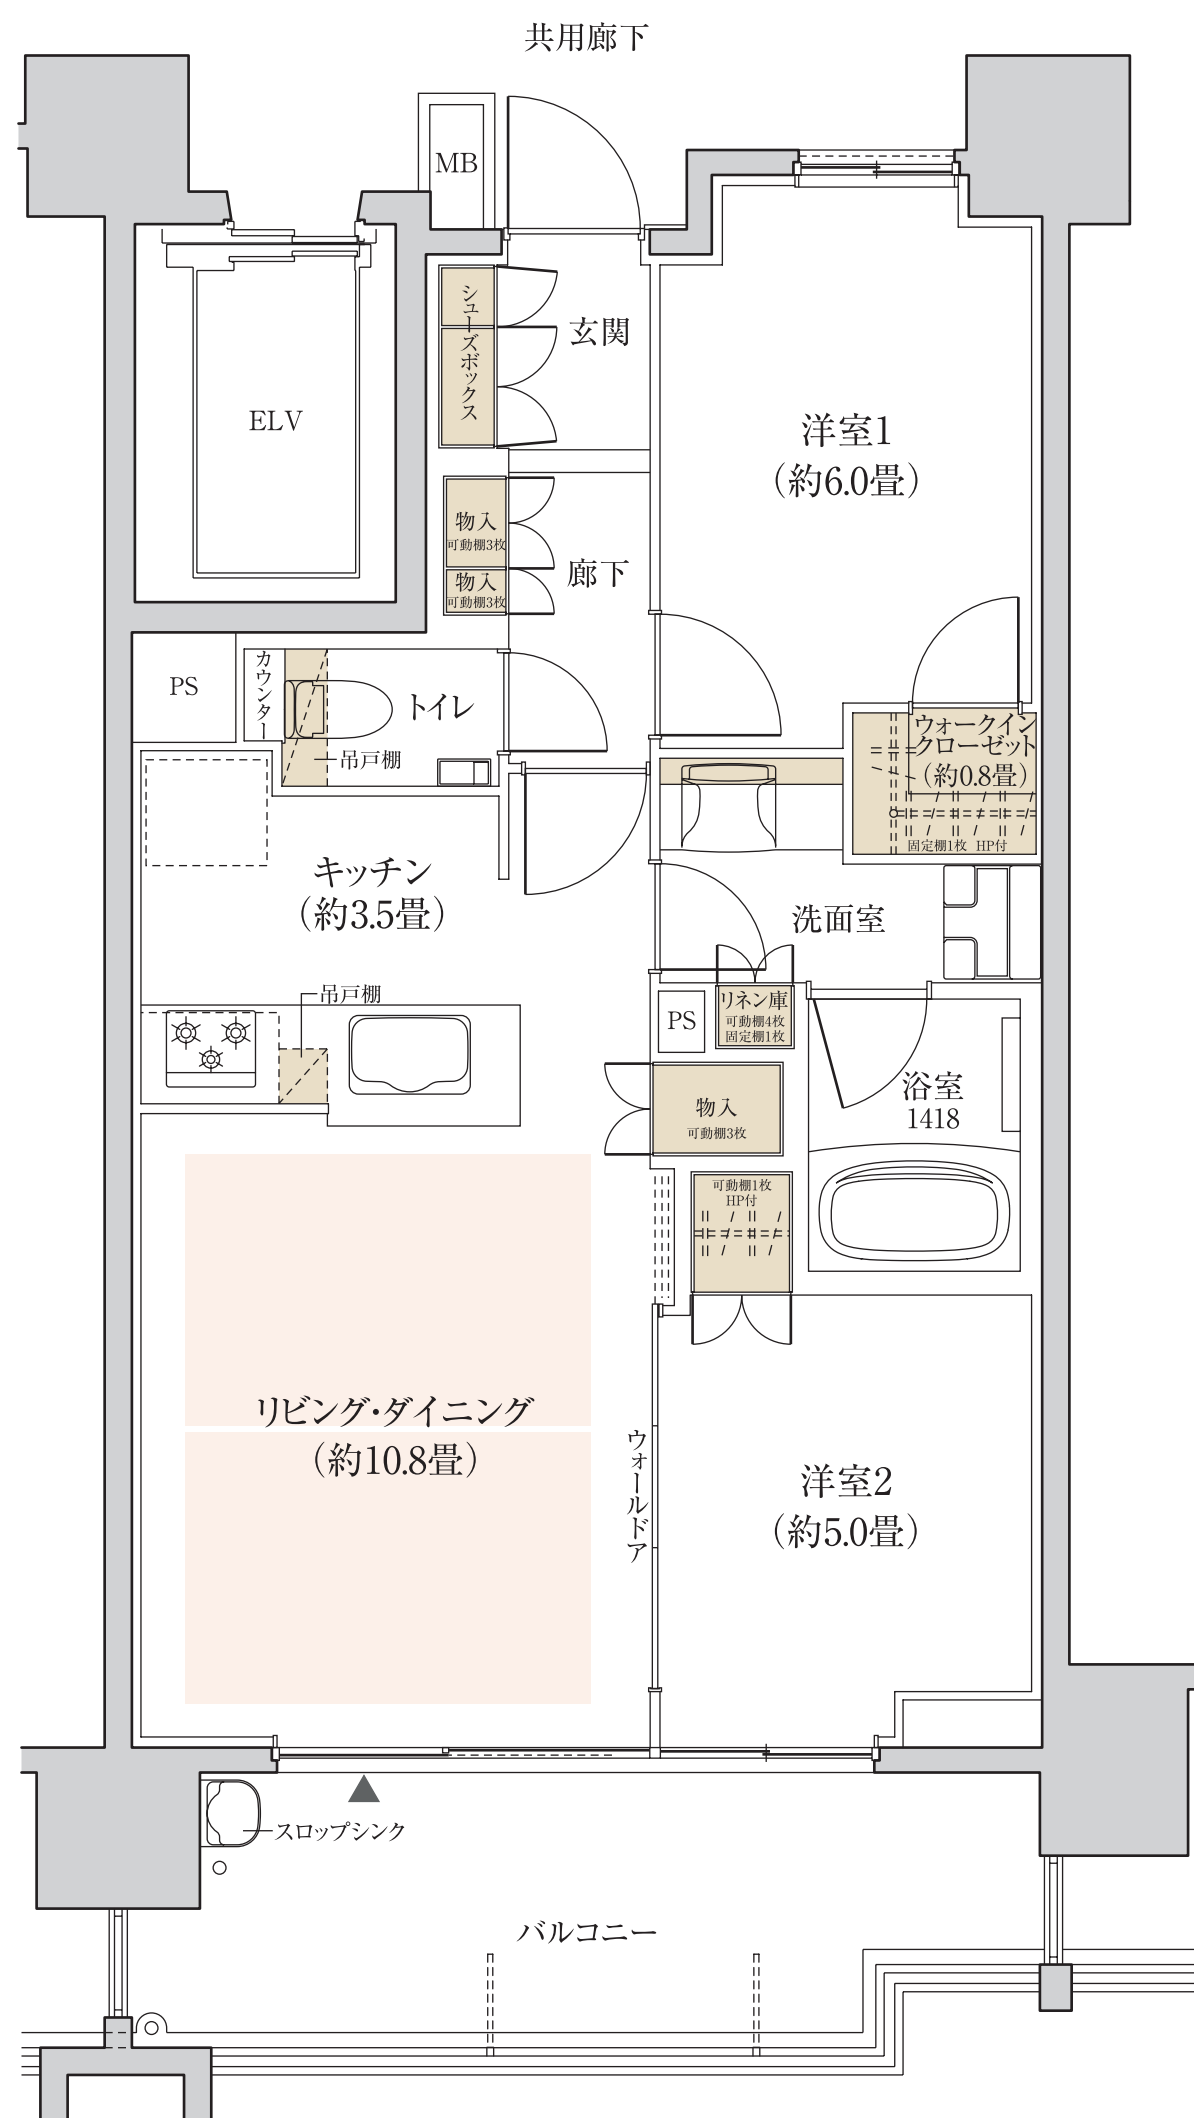 共用廊下
MB
シューズボックス
玄関
ELV
洋室1
（約6.0畳）
物入
可動棚3枚
物入
可動棚3枚
廊下
PS
カウンター
トイレ
吊戸棚
ウォークイン
クローゼット
（約0.8畳）
固定棚1枚 HP付
キッチン
（約3.5畳）
洗面室
吊戸棚
PS
リネン庫
可動棚4枚
固定棚1枚
浴室
1418
物入
可動棚3枚
可動棚1枚
HP付
リビング・ダイニング
（約10.8畳）
ウォールドア
洋室2
（約5.0畳）
スロップシンク
バルコニー